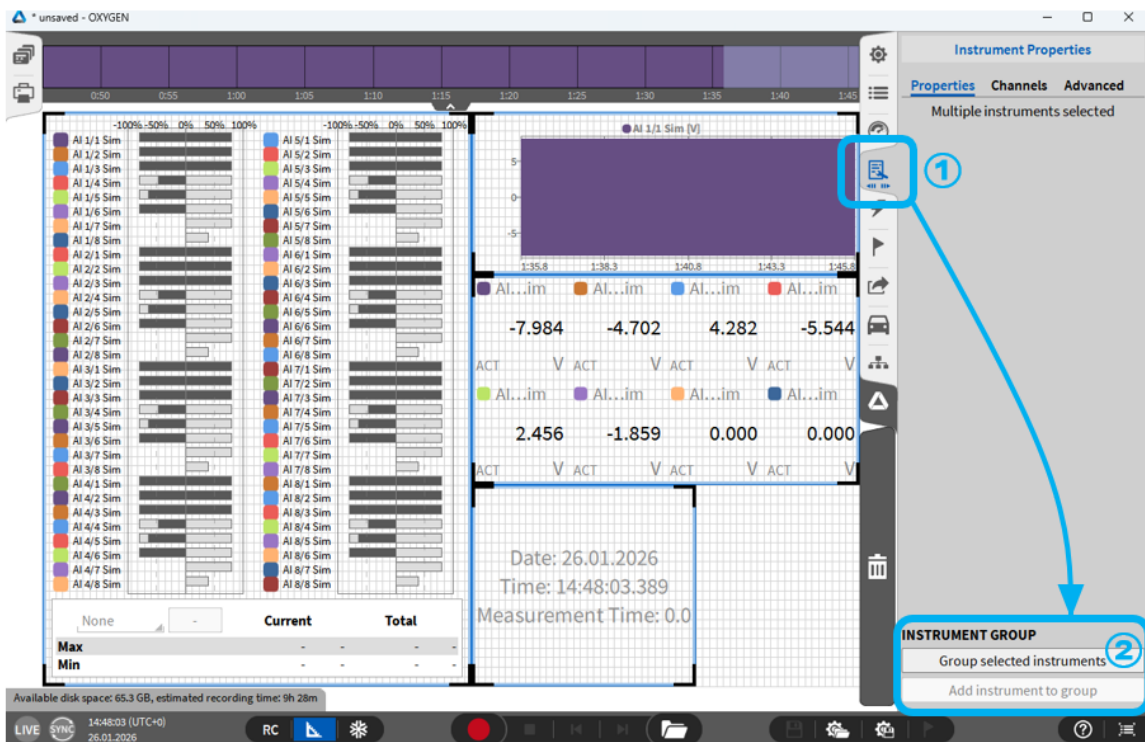 * unsaved - OXYGEN
Instrument Properties
Properties Channels Advanced
Multiple instruments selected
0:50 0:55 1:00 1:05 1:10 1:15 1:20 1:25 1:30 1:35 1:40 1:45
-100% -50% 0% 50% 100% -100% -50% 0% 50% 100%
AI 1/1 Sim AI 5/1 Sim
AI 1/2 Sim AI 5/2 Sim
AI 1/3 Sim AI 5/3 Sim
AI 1/4 Sim AI 5/4 Sim
AI 1/5 Sim AI 5/5 Sim
AI 1/6 Sim AI 5/6 Sim
AI 1/7 Sim AI 5/7 Sim
AI 1/8 Sim AI 5/8 Sim
AI 2/1 Sim AI 6/1 Sim
AI 2/2 Sim AI 6/2 Sim
AI 2/3 Sim AI 6/3 Sim
AI 2/4 Sim AI 6/4 Sim
AI 2/5 Sim AI 6/5 Sim
AI 2/6 Sim AI 6/6 Sim
AI 2/7 Sim AI 6/7 Sim
AI 2/8 Sim AI 6/8 Sim
AI 3/1 Sim AI 7/1 Sim
AI 3/2 Sim AI 7/2 Sim
AI 3/3 Sim AI 7/3 Sim
AI 3/4 Sim AI 7/4 Sim
AI 3/5 Sim AI 7/5 Sim
AI 3/6 Sim AI 7/6 Sim
AI 3/7 Sim AI 7/7 Sim
AI 3/8 Sim AI 7/8 Sim
AI 4/1 Sim AI 8/1 Sim
AI 4/2 Sim AI 8/2 Sim
AI 4/3 Sim AI 8/3 Sim
AI 4/4 Sim AI 8/4 Sim
AI 4/5 Sim AI 8/5 Sim
AI 4/6 Sim AI 8/6 Sim
AI 4/7 Sim AI 8/7 Sim
AI 4/8 Sim AI 8/8 Sim
None - Current Total
Max - - - -
Min - - - -
AI 1/1 Sim [V]
5
0
-5
1:35.8 1:38.3 1:40.8 1:43.3 1:45.8
AI...im AI...im AI...im AI...im
-7.984 -4.702 4.282 -5.544
ACT V ACT V ACT V ACT V
AI...im AI...im AI...im AI...im
2.456 -1.859 0.000 0.000
ACT V ACT V ACT V ACT V
Date: 26.01.2026
Time: 14:48:03.389
Measurement Time: 0.0
1
INSTRUMENT GROUP
2
Group selected instruments
Add instrument to group
Available disk space: 65.3 GB, estimated recording time: 9h 28m
LIVE SYNC 14:48:03 (UTC+0)
26.01.2026
RC